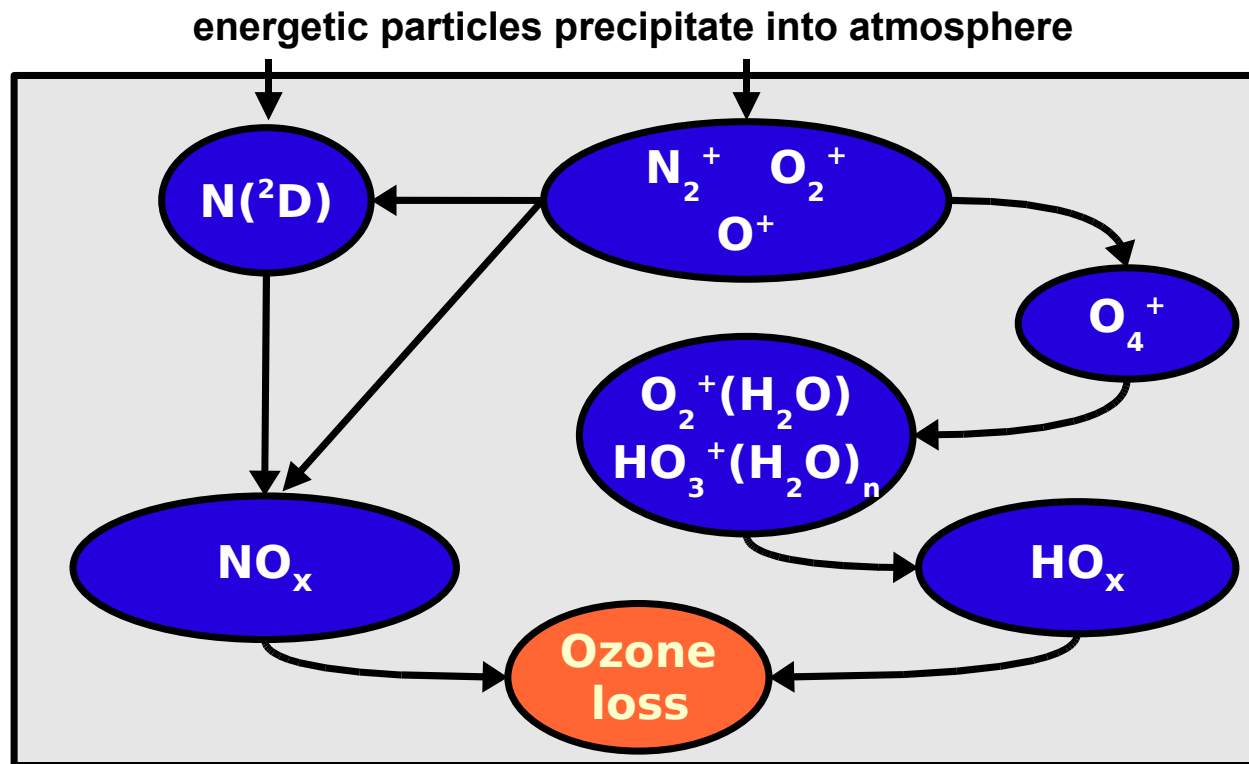 energetic particles precipitate into atmosphere
N(²D)
N₂⁺ O₂⁺
O⁺
O₄⁺
O₂⁺(H₂O)
HO₃⁺(H₂O)ₙ
NOₓ
HOₓ
Ozone
loss